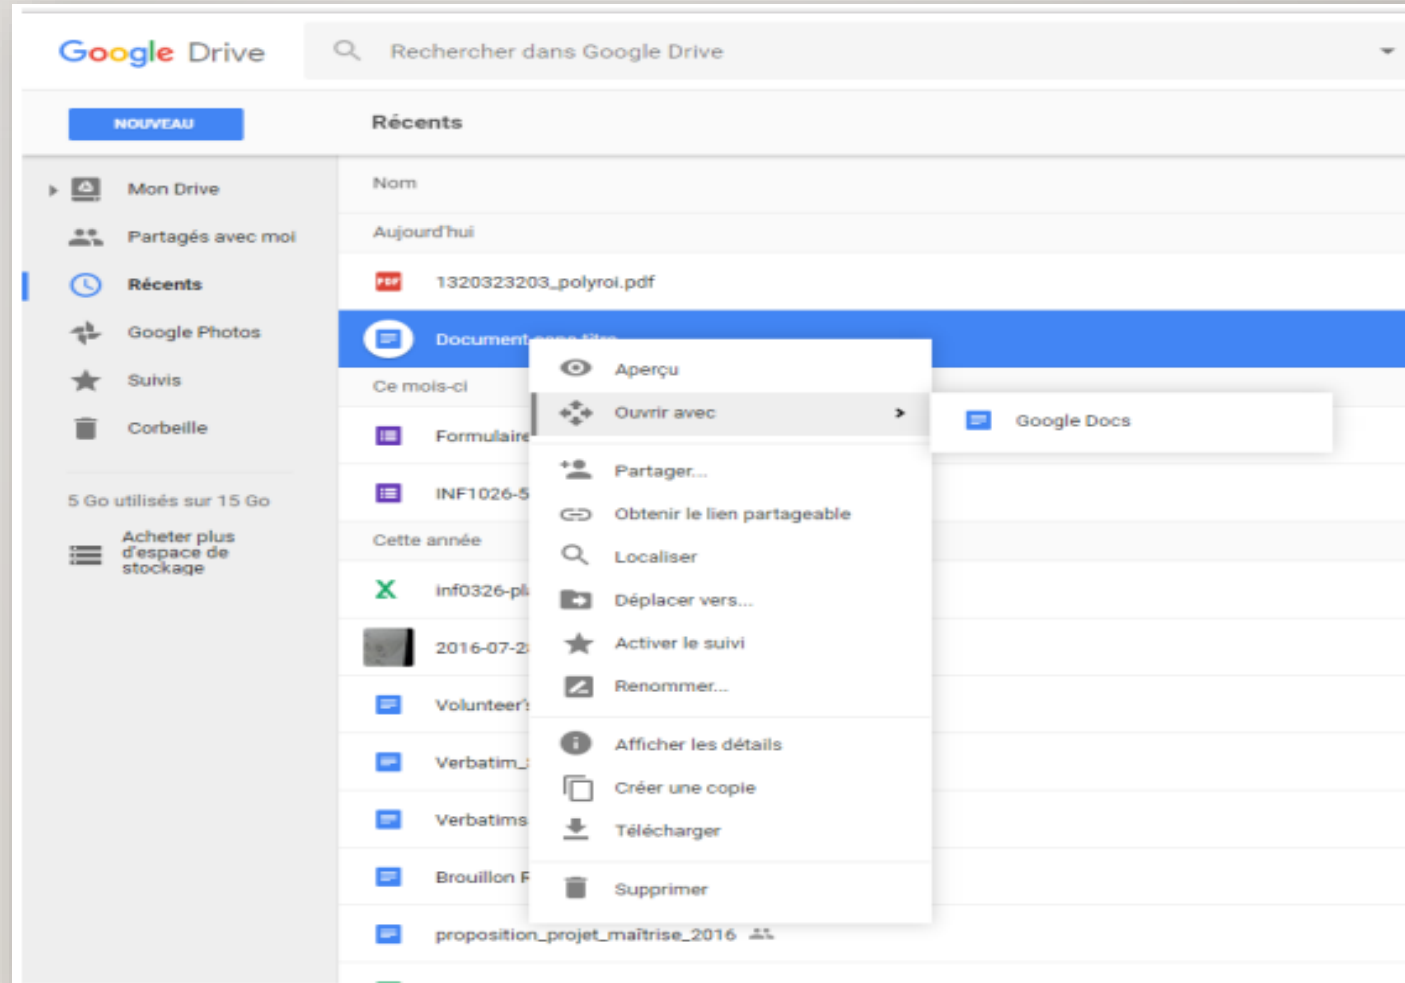 Google Drive
Rechercher dans Google Drive
NOUVEAU
Récents
Mon Drive
Partagés avec moi
Récents
Google Photos
Suivis
Corbeille
5 Go utilisés sur 15 Go
Acheter plus
d'espace de
stockage
Nom
Aujourd'hui
PDF
1320323203_polyroi.pdf
Document sans titre
Ce mois-ci
Formulaire
INF1026-5
Cette année
inf0326-pl
2016-07-2
Volunteer's
Verbatim_
Verbatims
Brouillon
proposition_projet_maîtrise_2016
Aperçu
Ouvrir avec
Google Docs
Partager...
Obtenir le lien partageable
Localiser
Déplacer vers...
Activer le suivi
Renommer...
Afficher les détails
Créer une copie
Télécharger
Supprimer